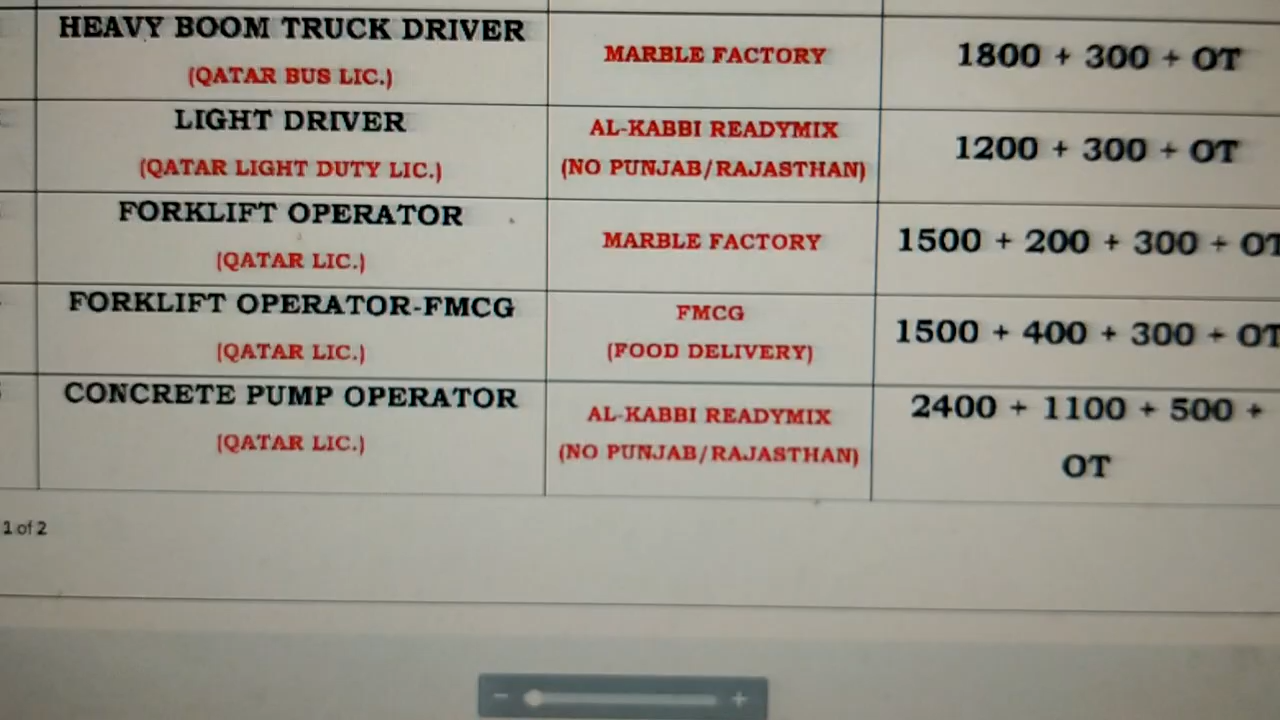 HEAVY BOOM TRUCK DRIVER
(QATAR BUS LIC.)
MARBLE FACTORY
1800 + 300 + OT
LIGHT DRIVER
(QATAR LIGHT DUTY LIC.)
AL-KABBI READYMIX
(NO PUNJAB/RAJASTHAN)
1200 + 300 + OT
FORKLIFT OPERATOR
(QATAR LIC.)
MARBLE FACTORY
1500 + 200 + 300 + OT
FORKLIFT OPERATOR-FMCG
(QATAR LIC.)
FMCG
(FOOD DELIVERY)
1500 + 400 + 300 + OT
CONCRETE PUMP OPERATOR
(QATAR LIC.)
AL-KABBI READYMIX
(NO PUNJAB/RAJASTHAN)
2400 + 1100 + 500 +
OT
1 of 2